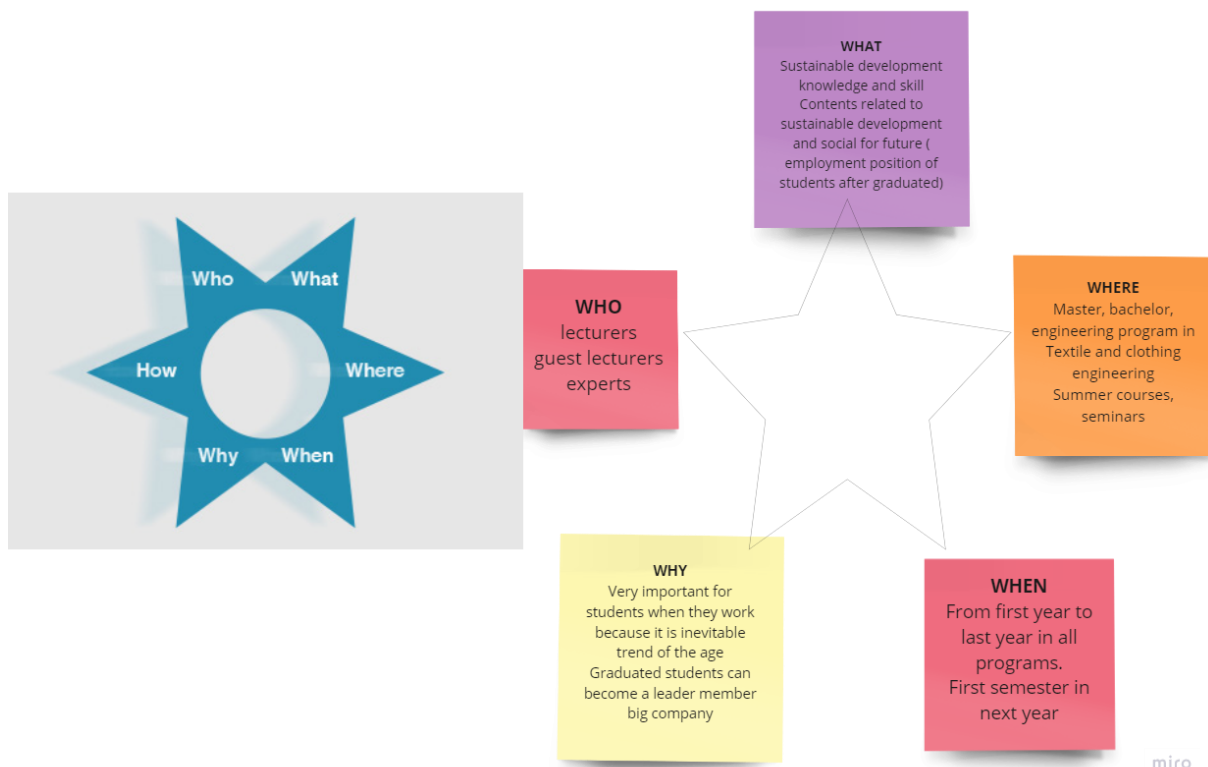 WHAT
Sustainable development
knowledge and skill
Contents related to
sustainable development
and social for future (
employment position of
students after graduated)
Who
What
How
Where
Why
When
WHO
lecturers
guest lecturers
experts
WHERE
Master, bachelor,
engineering program in
Textile and clothing
engineering
Summer courses,
seminars
WHY
Very important for
students when they work
because it is inevitable
trend of the age
Graduated students can
become a leader member
big company
WHEN
From first year to
last year in all
programs.
First semester in
next year
miro